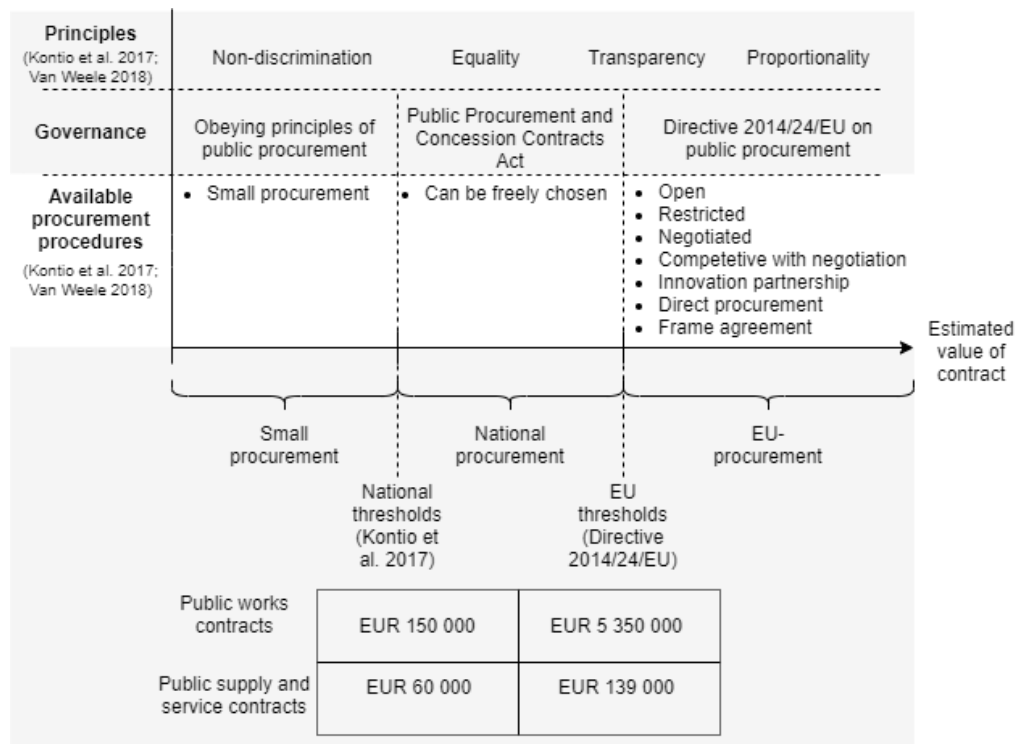 Principles
(Kontio et al. 2017;
Van Weele 2018)
Non-discrimination
Equality
Transparency
Proportionality
Governance
Obeying principles of
public procurement
Public Procurement and
Concession Contracts
Act
Directive 2014/24/EU on
public procurement
Available
procurement
procedures
(Kontio et al. 2017;
Van Weele 2018)
• Small procurement
• Can be freely chosen
• Open
• Restricted
• Negotiated
• Competetive with negotiation
• Innovation partnership
• Direct procurement
• Frame agreement
Estimated
value of
contract
Small
procurement
National
procurement
EU-
procurement
National
thresholds
(Kontio et
al. 2017)
EU
thresholds
(Directive
2014/24/EU)
Public works
contracts
EUR 150 000
EUR 5 350 000
Public supply and
service contracts
EUR 60 000
EUR 139 000